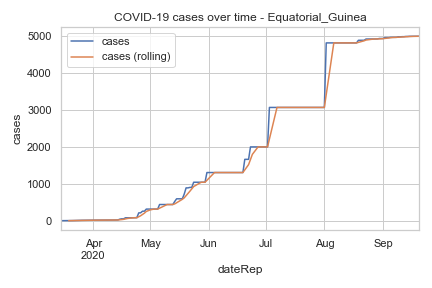 COVID-19 cases over time - Equatorial_Guinea
cases
cases (rolling)
5000
4000
3000
2000
1000
0
cases
Apr
2020
May
Jun
Jul
Aug
Sep
dateRep